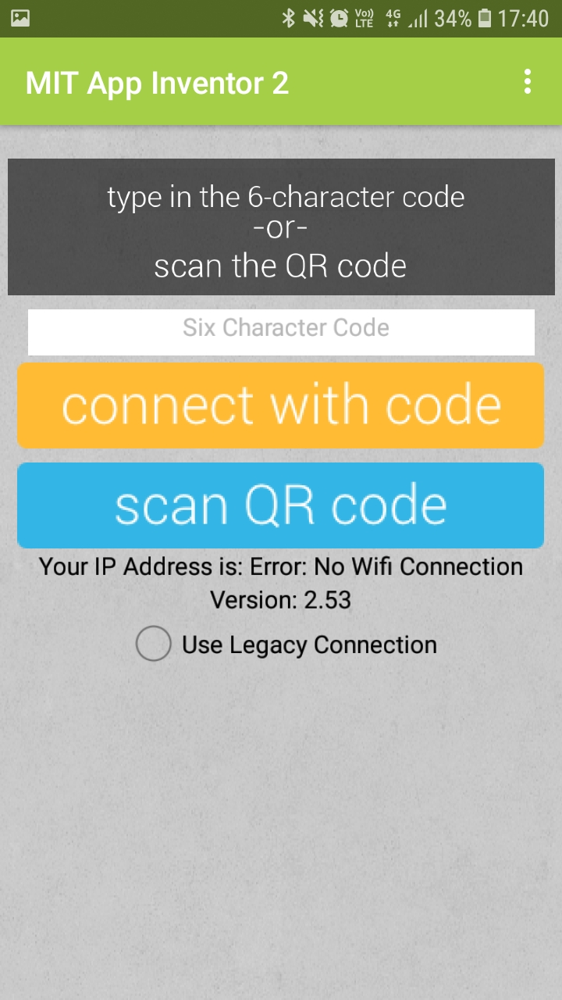 Vo)) LTE 4G 34% 17:40
MIT App Inventor 2
type in the 6-character code
-or-
scan the QR code
Six Character Code
connect with code
scan QR code
Your IP Address is: Error: No Wifi Connection
Version: 2.53
Use Legacy Connection